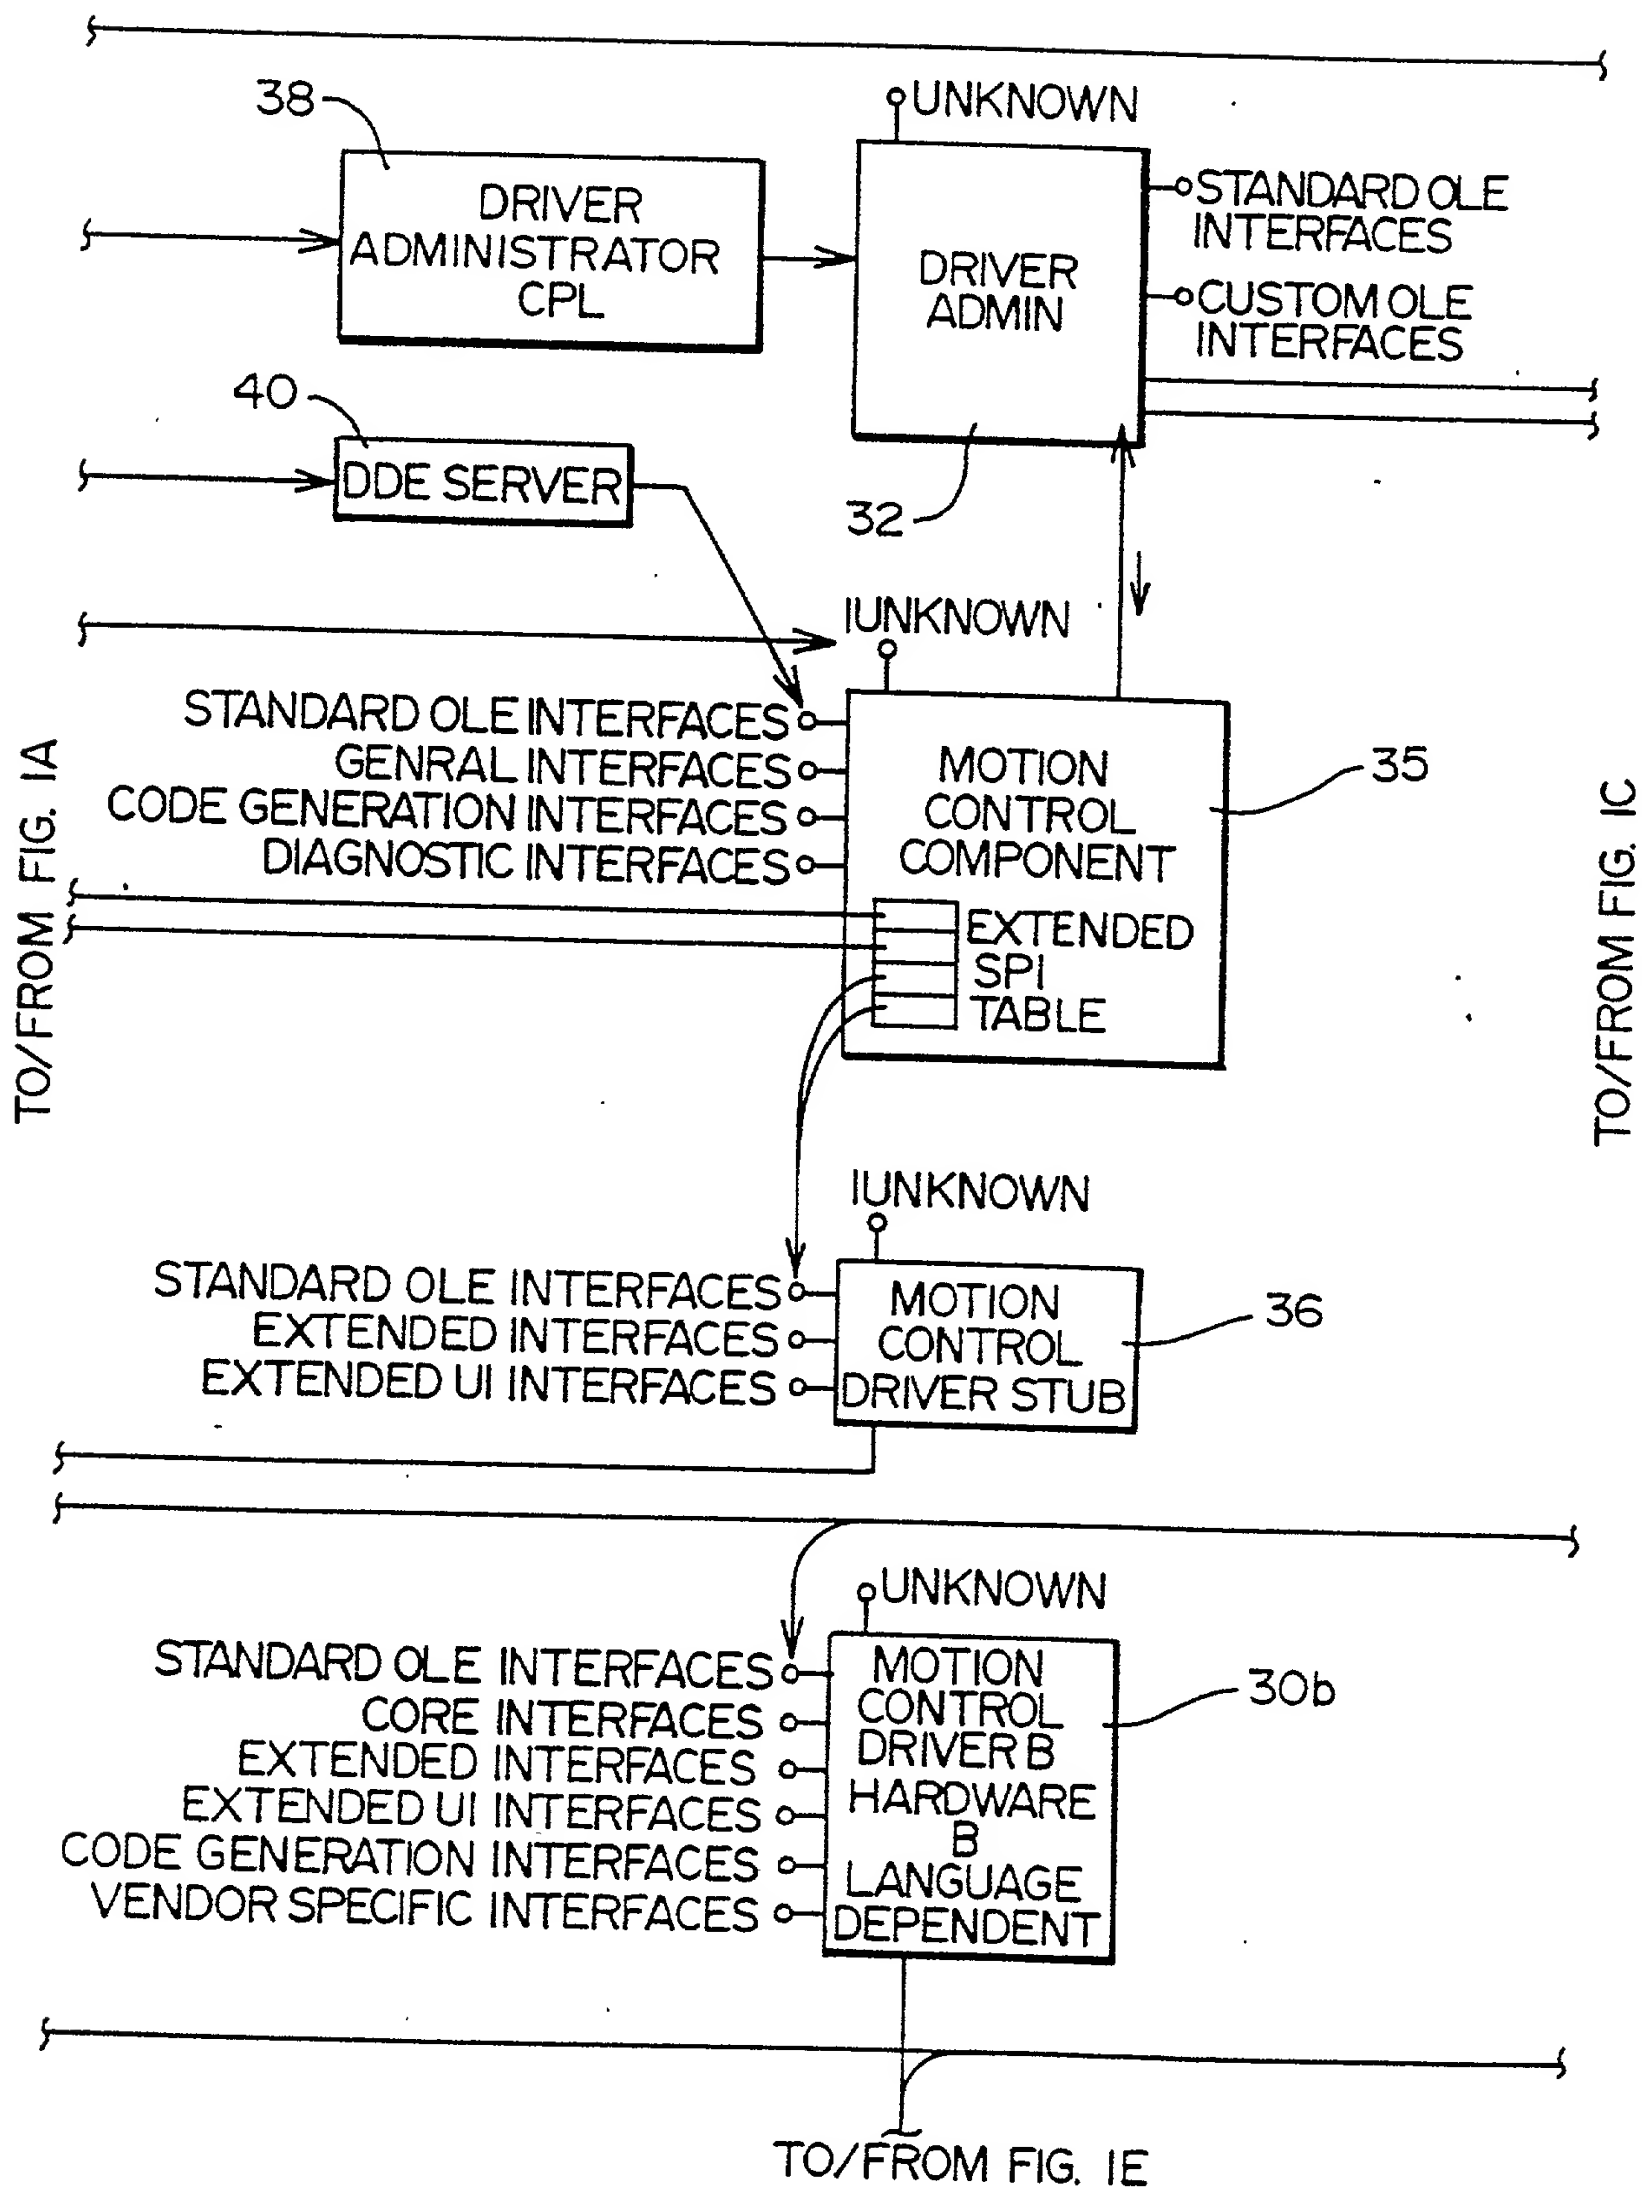 38
UNKNOWN
DRIVER
ADMINISTRATOR
CPL
DRIVER
ADMIN
STANDARD OLE
INTERFACES
CUSTOM OLE
INTERFACES
40
DDE SERVER
32
IUNKNOWN
STANDARD OLE INTERFACES
GENRAL INTERFACES
CODE GENERATION INTERFACES
DIAGNOSTIC INTERFACES
MOTION
CONTROL
COMPONENT
35
EXTENDED
SPI
TABLE
TO/FROM FIG. 1A
TO/FROM FIG. 1C
IUNKNOWN
STANDARD OLE INTERFACES
EXTENDED INTERFACES
EXTENDED UI INTERFACES
MOTION
CONTROL
DRIVER STUB
36
UNKNOWN
STANDARD OLE INTERFACES
CORE INTERFACES
EXTENDED INTERFACES
EXTENDED UI INTERFACES
CODE GENERATION INTERFACES
VENDOR SPECIFIC INTERFACES
MOTION
CONTROL
DRIVER B
HARDWARE
B
LANGUAGE
DEPENDENT
30b
TO/FROM FIG. 1E